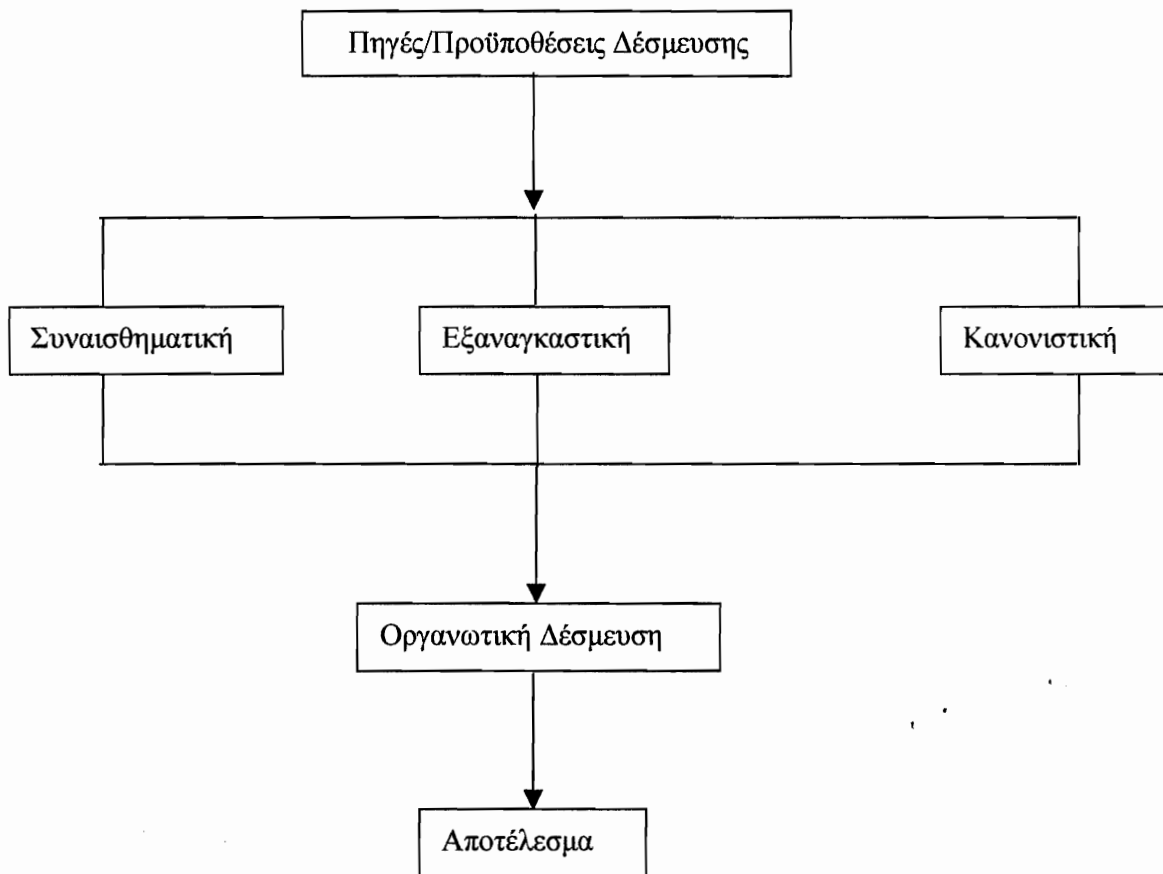 Πηγές/Προϋποθέσεις Δέσμευσης
Συναισθηματική
Εξαναγκαστική
Κανονιστική
Οργανωτική Δέσμευση
Αποτέλεσμα